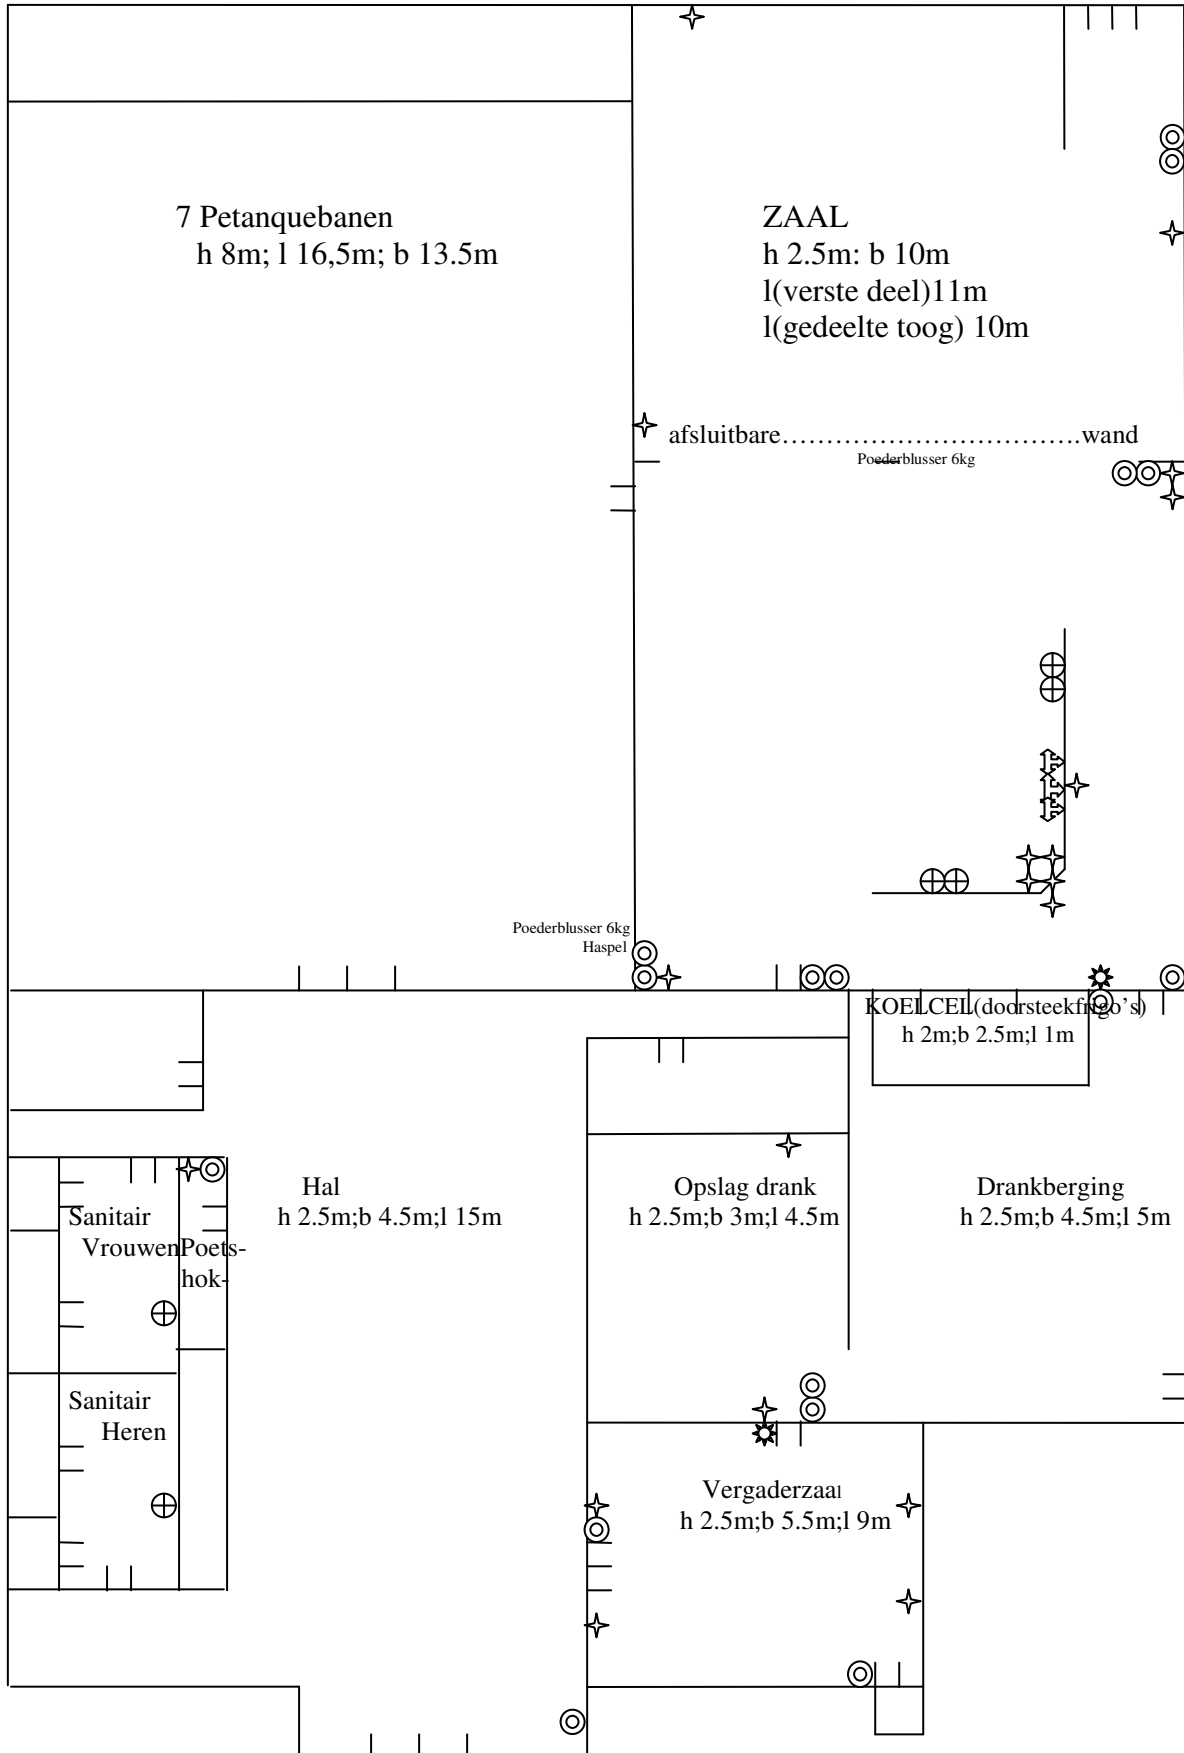 7 Petanquebanen
h 8m; l 16,5m; b 13.5m
ZAAL
h 2.5m: b 10m
l(verste deel)11m
l(gedeelte toog) 10m
afsluitbare…………………………….wand
Poederblusser 6kg
Poederblusser 6kg
Haspel
KOELCEL(doorsteekfrigo’s)
h 2m;b 2.5m;l 1m
Hal
h 2.5m;b 4.5m;l 15m
Opslag drank
h 2.5m;b 3m;l 4.5m
Drankberging
h 2.5m;b 4.5m;l 5m
Sanitair
Vrouwen
Poets-
hok-
Sanitair
Heren
Vergaderzaal
h 2.5m;b 5.5m;l 9m